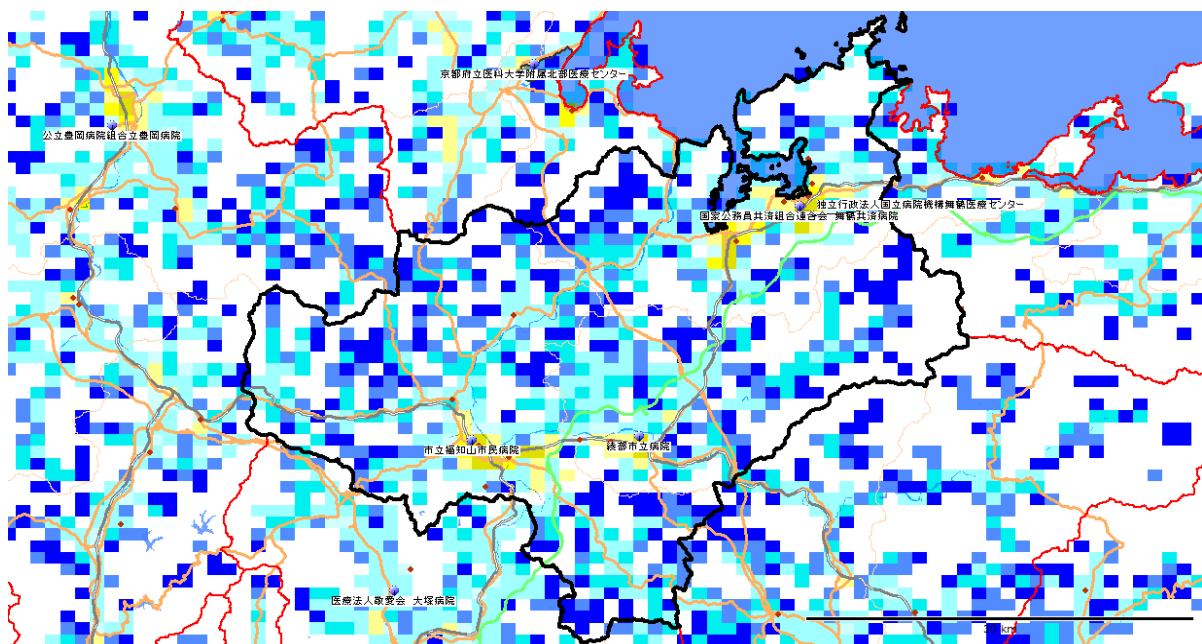 京都府立医科大学附属北部医療センター
公立豊岡病院組合立豊岡病院
独立行政法人国立病院機構舞鶴医療センター
国家公務員共済組合連合会 舞鶴共済病院
市立福知山市民病院
綾部市立病院
医療法人敬愛会 大塚病院
30 km